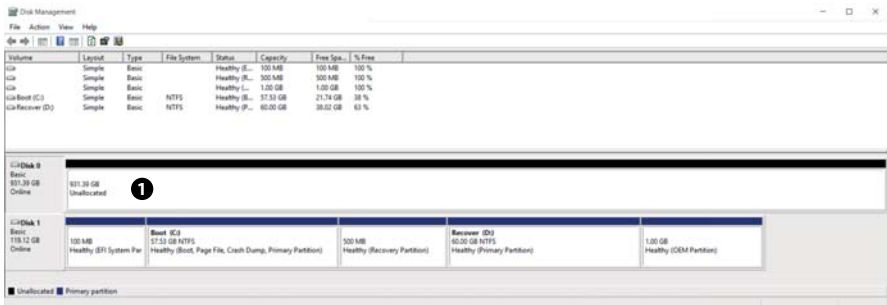 Disk Management
File Action View Help
Volume Layout Type File System Status Capacity Free Spa... % Free
Simple Basic Healthy (E... 100 MB 100 MB 100 %
Simple Basic Healthy (R... 500 MB 500 MB 100 %
Simple Basic Healthy (... 1.00 GB 1.00 GB 100 %
Boot (C:) Simple Basic NTFS Healthy (B... 57.53 GB 21.74 GB 38 %
Recover (D:) Simple Basic NTFS Healthy (P... 60.00 GB 38.02 GB 63 %
Disk 0
Basic
931.39 GB
Online
931.39 GB
Unallocated
1
Disk 1
Basic
119.12 GB
Online
100 MB
Healthy (EFI System Par
Boot (C:)
57.53 GB NTFS
Healthy (Boot, Page File, Crash Dump, Primary Partition)
500 MB
Healthy (Recovery Partition)
Recover (D:)
60.00 GB NTFS
Healthy (Primary Partition)
1.00 GB
Healthy (OEM Partition)
Unallocated Primary partition